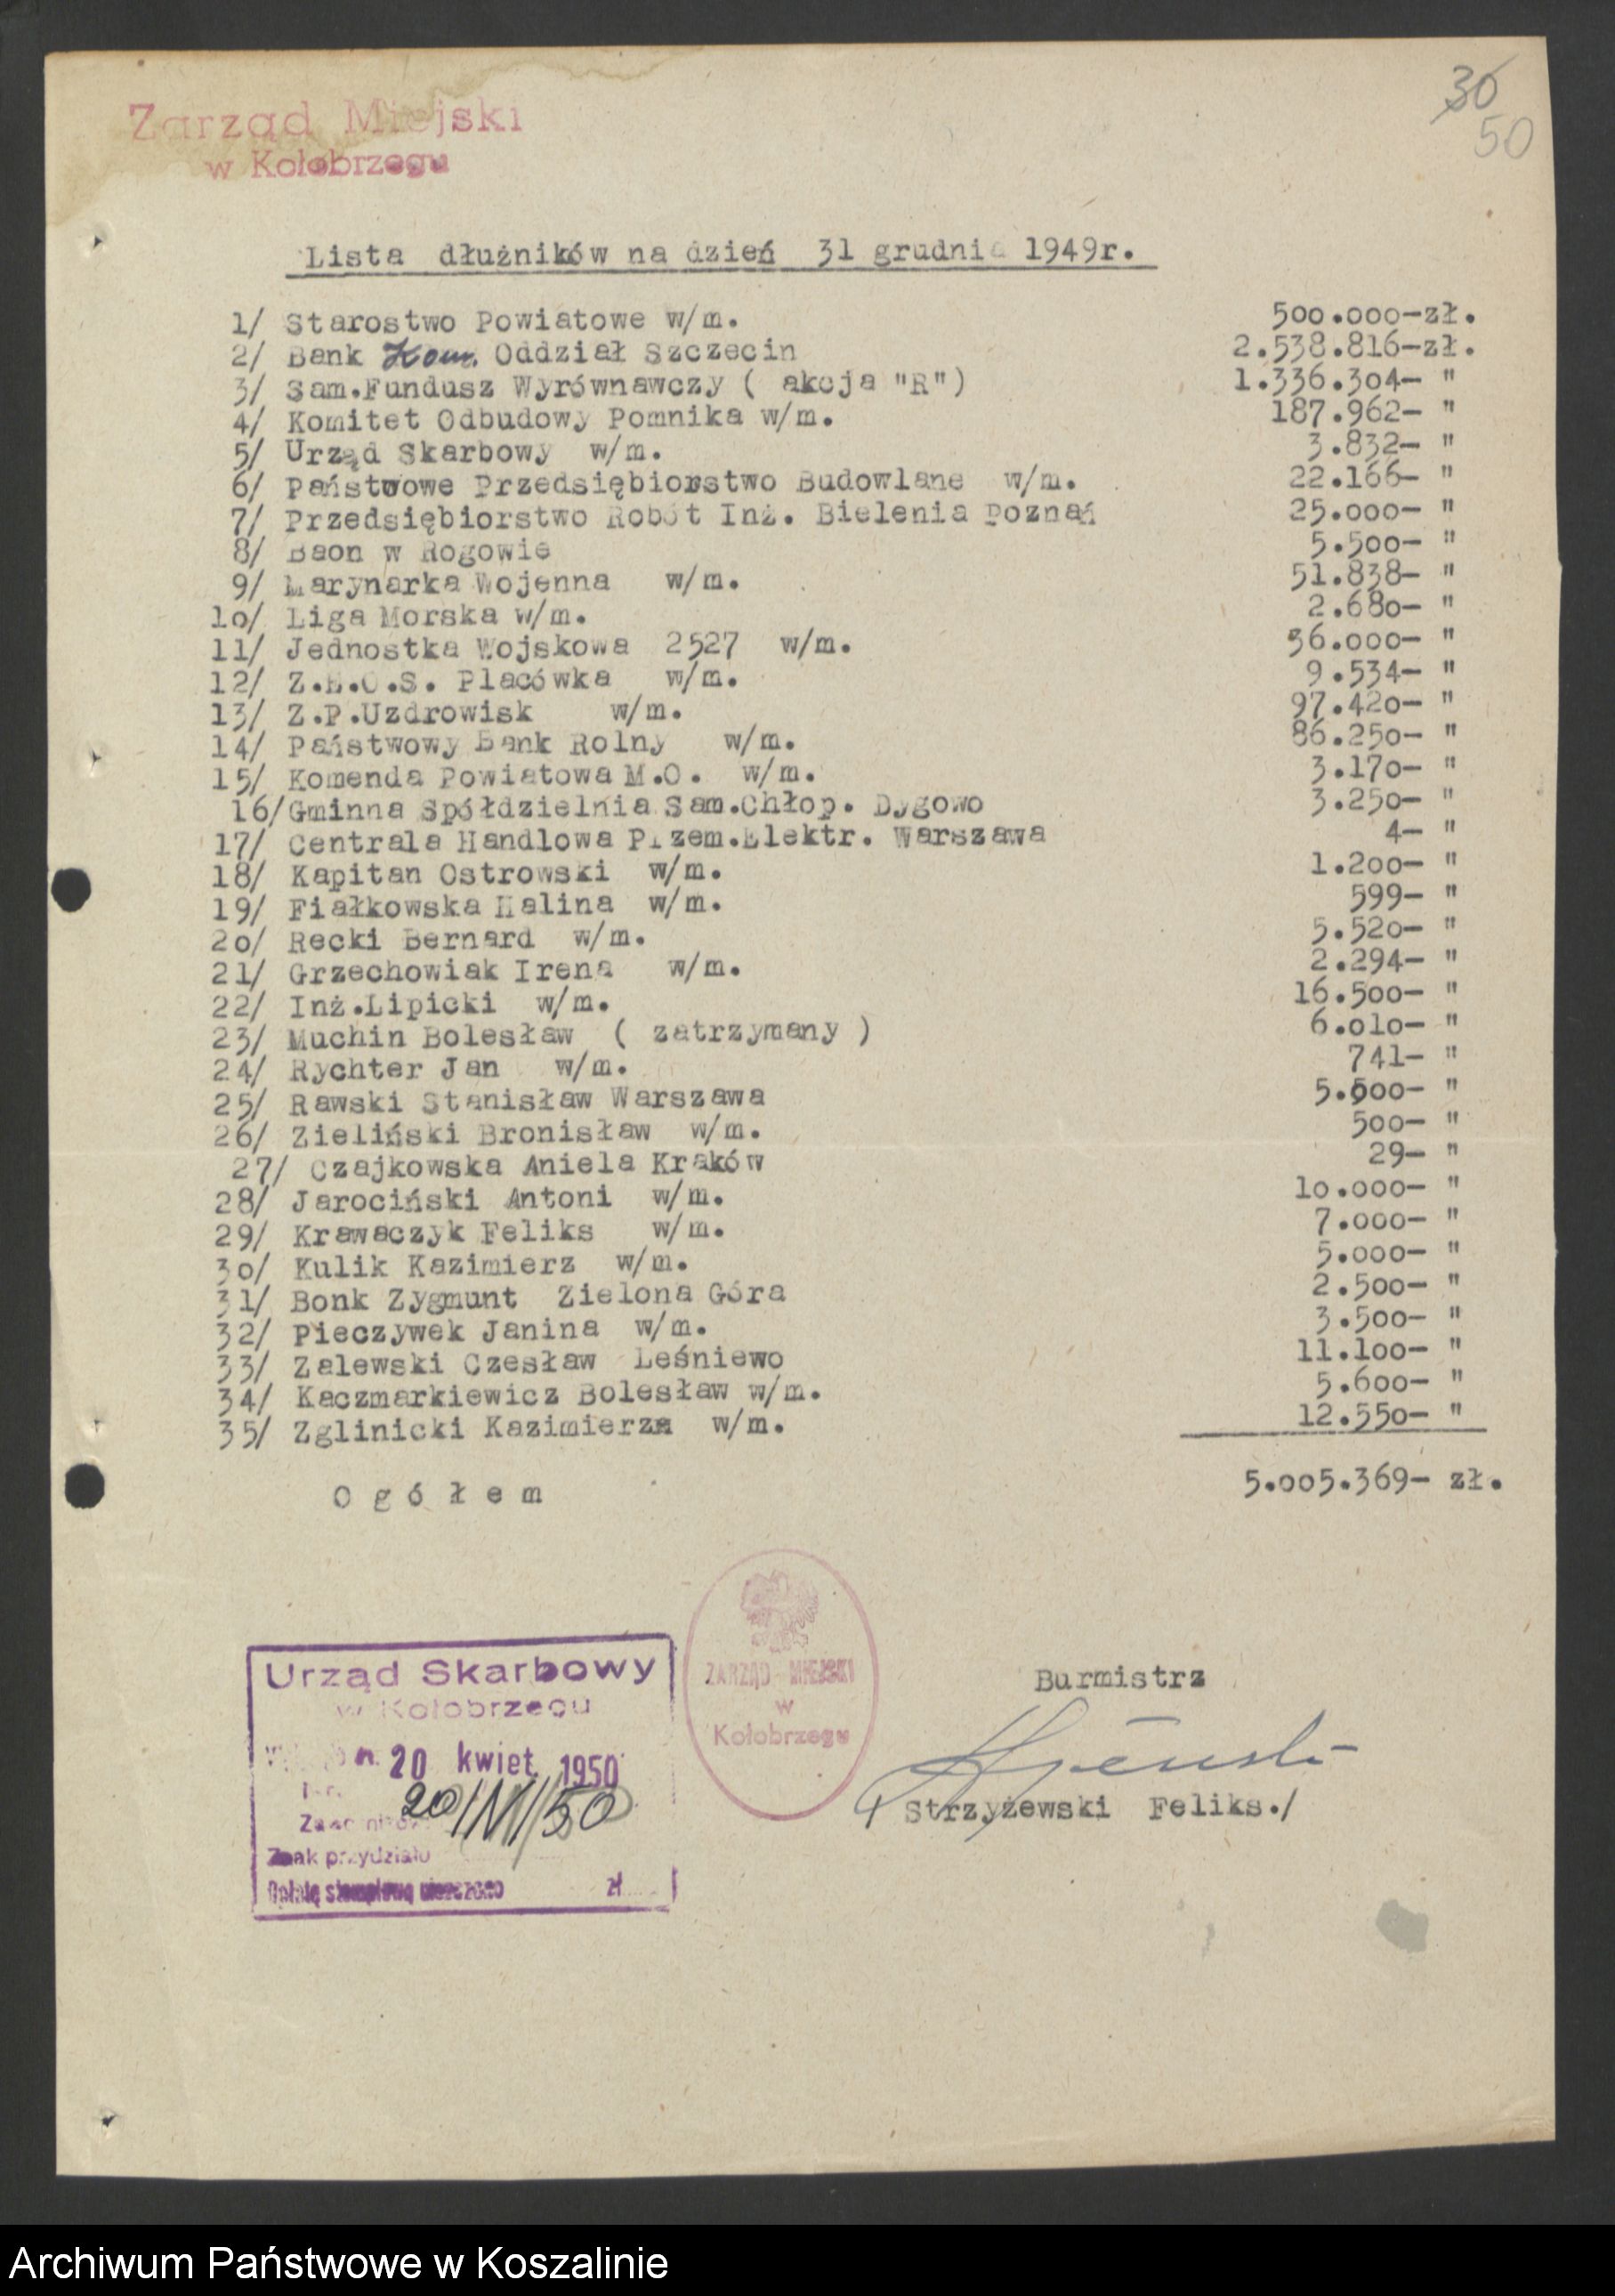 30
50
Zarząd Miejski
w Kołobrzegu
Lista dłużników na dzień 31 grudnia 1949r.
1/ Starostwo Powiatowe w/m. 500.000-zł.
2/ Bank Kom. Oddział Szczecin 2.538.816-zł.
3/ Sam.Fundusz Wyrównawczy ( akcja "R") 1.336.304- "
4/ Komitet Odbudowy Pomnika w/m. 187.962- "
5/ Urząd Skarbowy w/m. 3.832- "
6/ Państwowe Przedsiębiorstwo Budowlane w/m. 22.166- "
7/ Przedsiębiorstwo Robót Inż. Bielenia Poznań 25.000- "
8/ Baon w Rogowie 5.500- "
9/ Marynarka Wojenna w/m. 51.838- "
10/ Liga Morska w/m. 2.680- "
11/ Jednostka Wojskowa 2527 w/m. 36.000- "
12/ Z.E.O.S. Placówka w/m. 9.534- "
13/ Z.P.Uzdrowisk w/m. 97.420- "
14/ Państwowy Bank Rolny w/m. 86.250- "
15/ Komenda Powiatowa M.O. w/m. 3.170- "
16/Gminna Spółdzielnia Sam.Chłop. Dygowo 3.250- "
17/ Centrala Handlowa Przem.Elektr. Warszawa 4- "
18/ Kapitan Ostrowski w/m. 1.200- "
19/ Fiałkowska Halina w/m. 599- "
20/ Recki Bernard w/m. 5.520- "
21/ Grzechowiak Irena w/m. 2.294- "
22/ Inż.Lipicki w/m. 16.500- "
23/ Muchin Bolesław ( zatrzymany ) 6.010- "
24/ Rychter Jan w/m. 741- "
25/ Rawski Stanisław Warszawa 5.500- "
26/ Zieliński Bronisław w/m. 500- "
27/ Czajkowska Aniela Kraków 29- "
28/ Jarociński Antoni w/m. 10.000- "
29/ Krawaczyk Feliks w/m. 7.000- "
30/ Kulik Kazimierz w/m. 5.000- "
31/ Bonk Zygmunt Zielona Góra 2.500- "
32/ Pieczywek Janina w/m. 3.500- "
33/ Zalewski Czesław Leśniewo 11.100- "
34/ Kaczmarkiewicz Bolesław w/m. 5.600- "
35/ Zglinicki Kazimierza w/m. 12.550- "
Ogółem 5.005.369- zł.
ZARZĄD MIEJSKI
w
Kołobrzegu
Urząd Skarbowy
w Kołobrzegu
20 kwiet. 1950
20/IV/50
Znak przydziału
Opłatę stemplową uiszczono zł
Burmistrz
Strzyżewski Feliks./
Archiwum Państwowe w Koszalinie